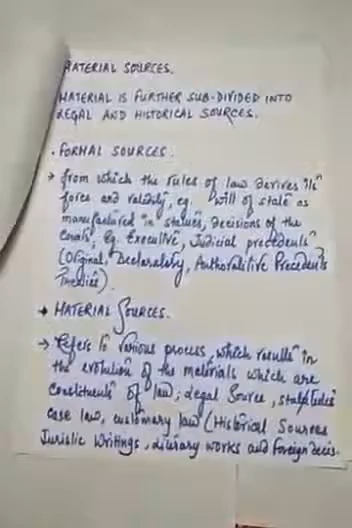 MATERIAL SOURCES.
MATERIAL IS FURTHER SUB-DIVIDED INTO
LEGAL AND HISTORICAL SOURCES.
• FORMAL SOURCES.
→ from which the rules of law derives its
force and validity, eg. will of state as
manufactured in statues, decisions of the
Courts, Eg. Executive, Judicial precedents
(Original, Declaratory, Authoratitive Precedents
→ MATERIAL SOURCES.
→ Refers to various process, which results in
the evolution of the materials which are
constituents of law; Legal Source,
case law, customary law (Historical Sources
Juristic Writings, literary works and foreign decis-